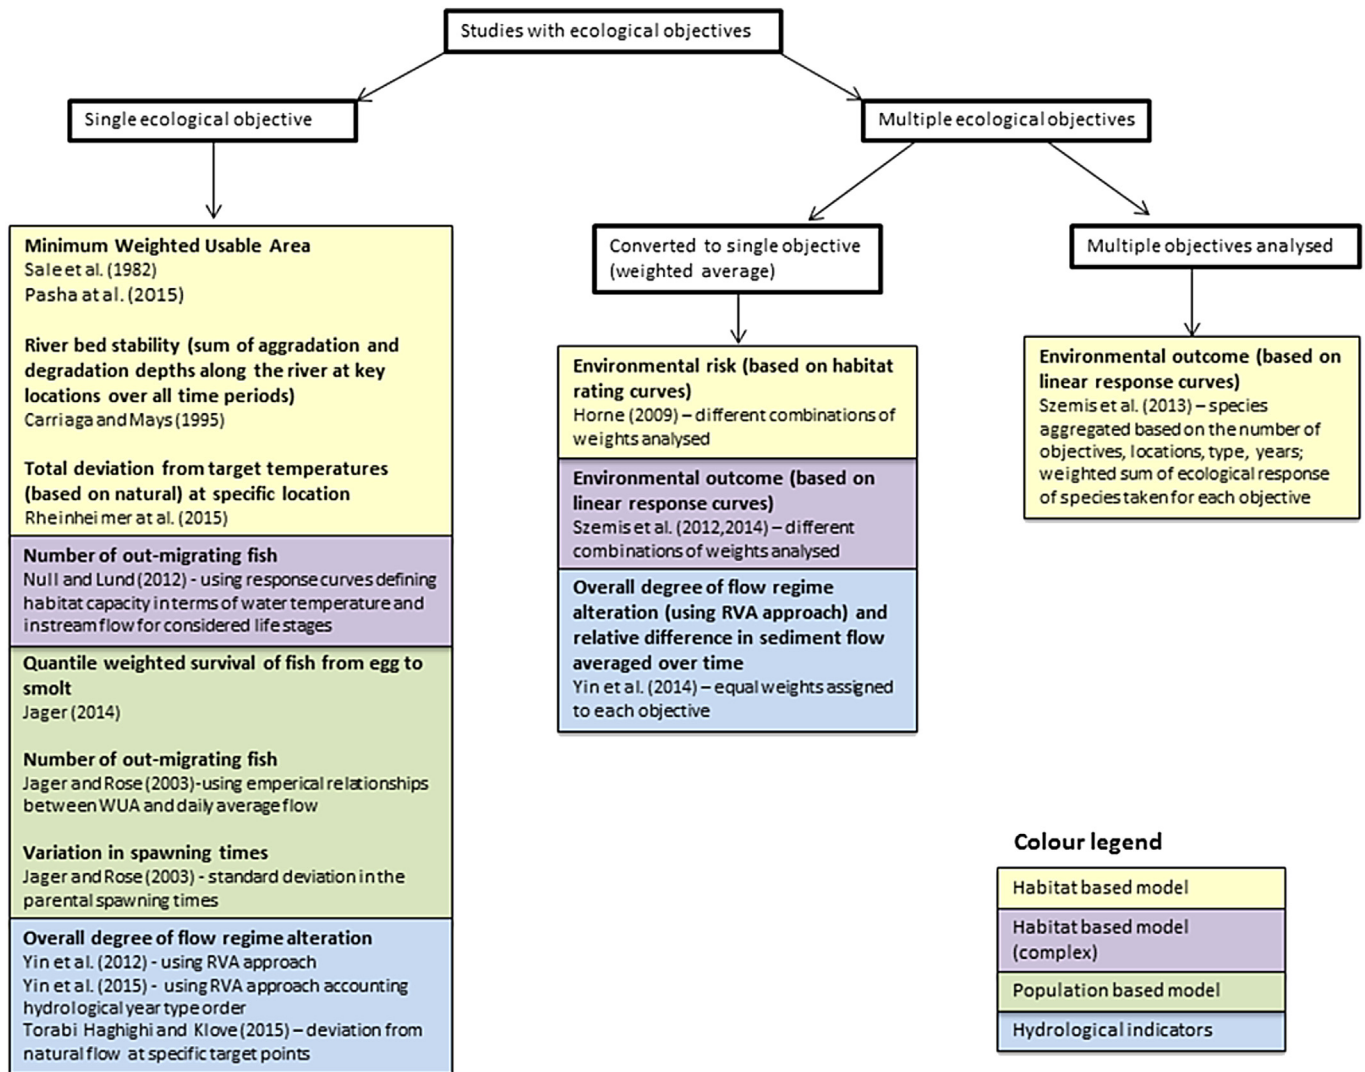 Studies with ecological objectives
Single ecological objective
Multiple ecological objectives
Minimum Weighted Usable Area
Sale et al. (1982)
Pasha at al. (2015)
River bed stability (sum of aggradation and
degradation depths along the river at key
locations over all time periods)
Carriaga and Mays (1995)
Total deviation from target temperatures
(based on natural) at specific location
Rheinheimer at al. (2015)
Number of out-migrating fish
Null and Lund (2012) - using response curves defining
habitat capacity in terms of water temperature and
instream flow for considered life stages
Quantile weighted survival of fish from egg to
smolt
Jager (2014)
Number of out-migrating fish
Jager and Rose (2003)-using emperical relationships
between WUA and daily average flow
Variation in spawning times
Jager and Rose (2003) - standard deviation in the
parental spawning times
Overall degree of flow regime alteration
Yin et al. (2012) - using RVA approach
Yin et al. (2015) - using RVA approach accounting
hydrological year type order
Torabi Haghighi and Klove (2015) – deviation from
natural flow at specific target points
Converted to single objective
(weighted average)
Environmental risk (based on habitat
rating curves)
Horne (2009) – different combinations of
weights analysed
Environmental outcome (based on
linear response curves)
Szemis et al. (2012,2014) – different
combinations of weights analysed
Overall degree of flow regime
alteration (using RVA approach) and
relative difference in sediment flow
averaged over time
Yin et al. (2014) – equal weights assigned
to each objective
Multiple objectives analysed
Environmental outcome (based on
linear response curves)
Szemis et al. (2013) – species
aggregated based on the number of
objectives, locations, type, years;
weighted sum of ecological response
of species taken for each objective
Colour legend
Habitat based model
Habitat based model
(complex)
Population based model
Hydrological indicators